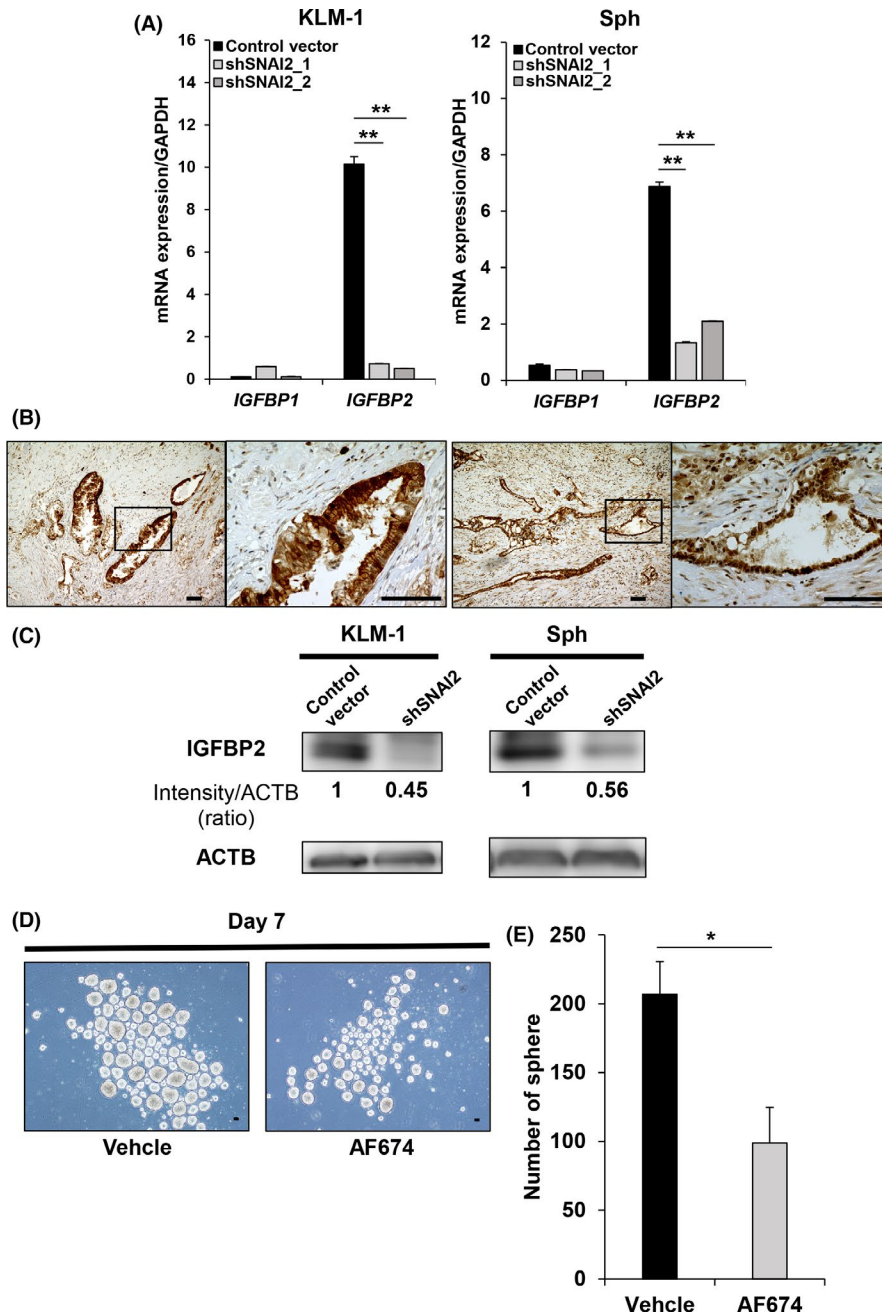 (A)
KLM-1
mRNA expression/GAPDH
16
14
12
10
8
6
4
2
0
Control vector
shSNAI2_1
shSNAI2_2
**
**
IGFBP1
IGFBP2
Sph
mRNA expression/GAPDH
12
10
8
6
4
2
0
Control vector
shSNAI2_1
shSNAI2_2
**
**
IGFBP1
IGFBP2
(B)
(C)
KLM-1
Sph
Control
vector
shSNAI2
Control
vector
shSNAI2
IGFBP2
Intensity/ACTB
(ratio)
1
0.45
1
0.56
ACTB
(D)
Day 7
Vehcle
AF674
(E)
Number of sphere
250
200
150
100
50
0
*
Vehcle
AF674